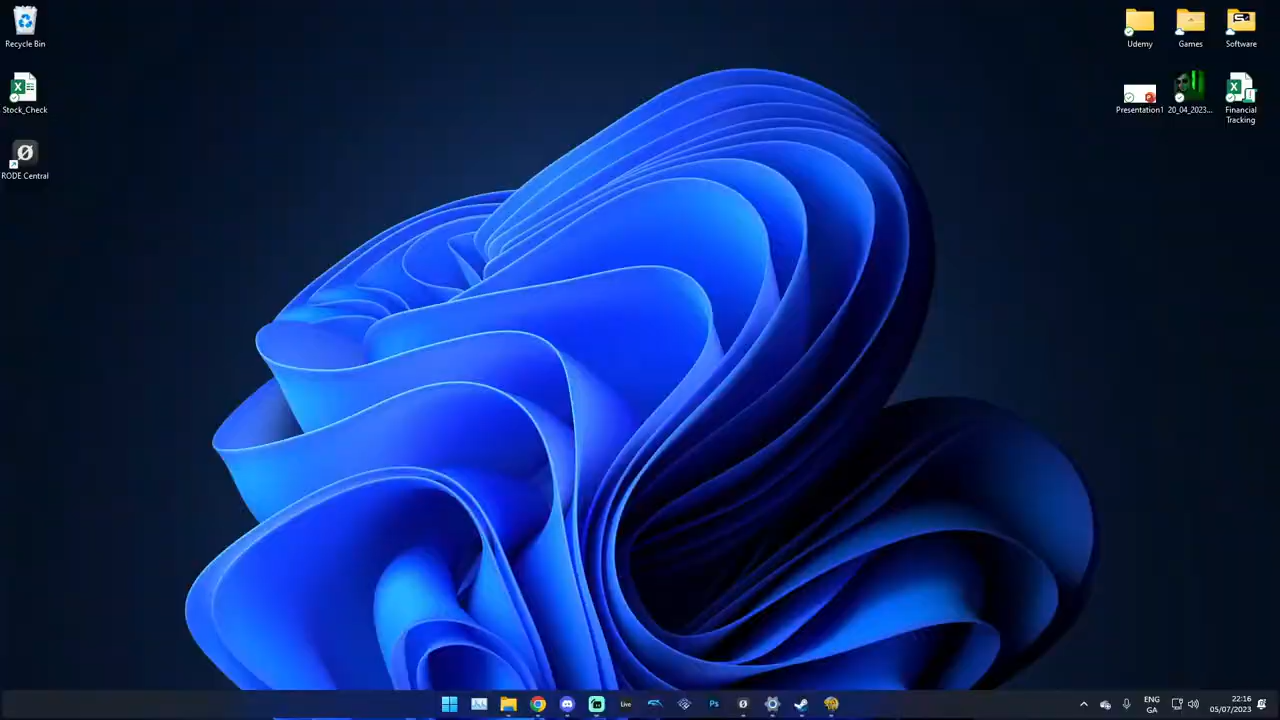 Recycle Bin
Stock_Check
RODE Central
Udemy
Games
Software
Presentation1
20_04_2023...
Financial
Tracking
Live
Ps
ENG
GA
22:16
05/07/2023